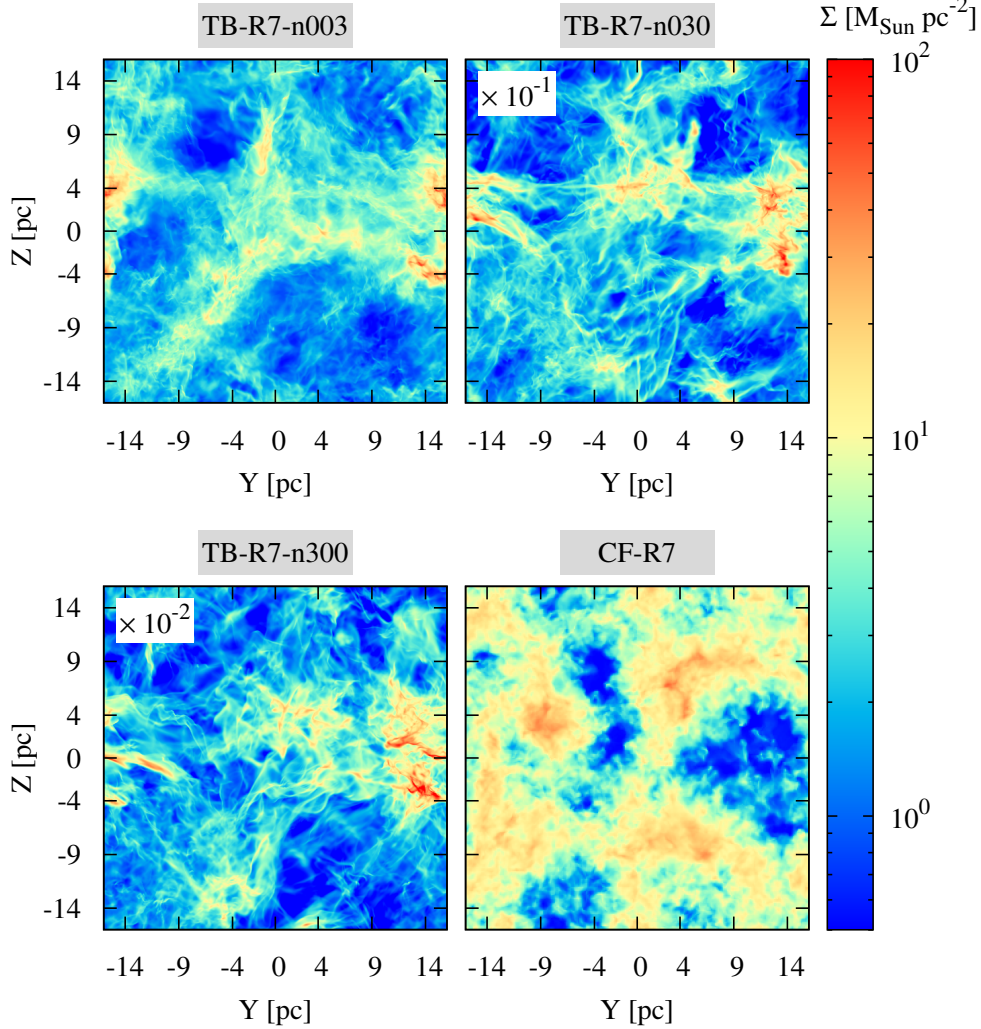 TB-R7-n003 TB-R7-n030 Σ [M_Sun pc^-2]
× 10^-1
14 9 4 0 -4 -9 -14
Z [pc]
-14 -9 -4 0 4 9 14
Y [pc]
-14 -9 -4 0 4 9 14
Y [pc]
10^2
10^1
10^0
TB-R7-n300 CF-R7
× 10^-2
14 9 4 0 -4 -9 -14
Z [pc]
-14 -9 -4 0 4 9 14
Y [pc]
-14 -9 -4 0 4 9 14
Y [pc]